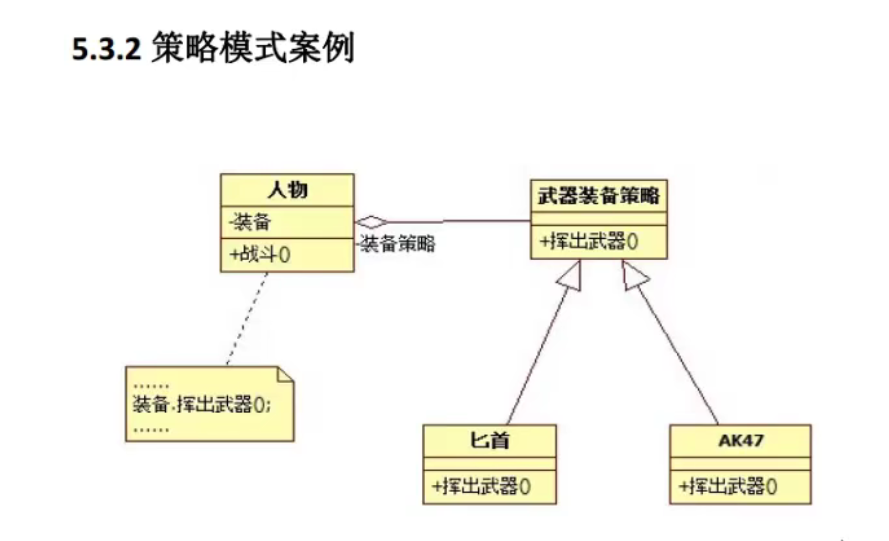 5.3.2 策略模式案例
人物
-装备
+战斗()
-装备策略
武器装备策略
+挥出武器()
......
装备.挥出武器();
......
匕首
+挥出武器()
AK47
+挥出武器()